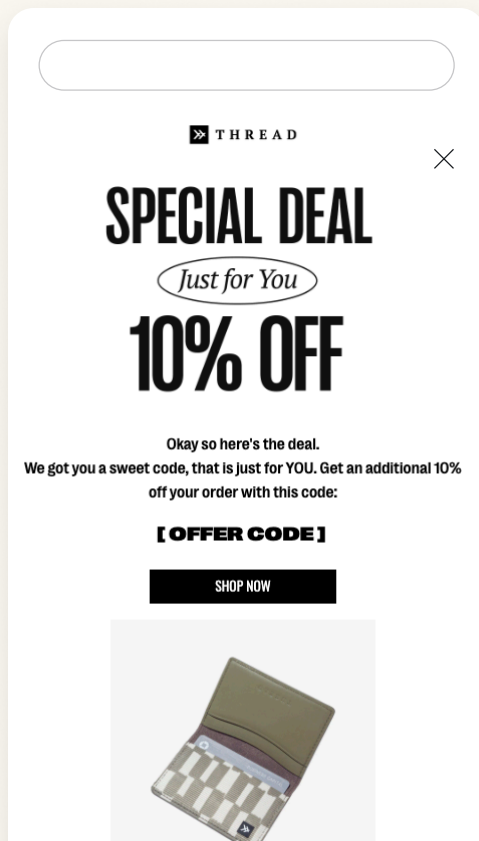 THREAD
SPECIAL DEAL
Just for You
10% OFF
Okay so here's the deal.
We got you a sweet code, that is just for YOU. Get an additional 10%
off your order with this code:
[ OFFER CODE ]
SHOP NOW